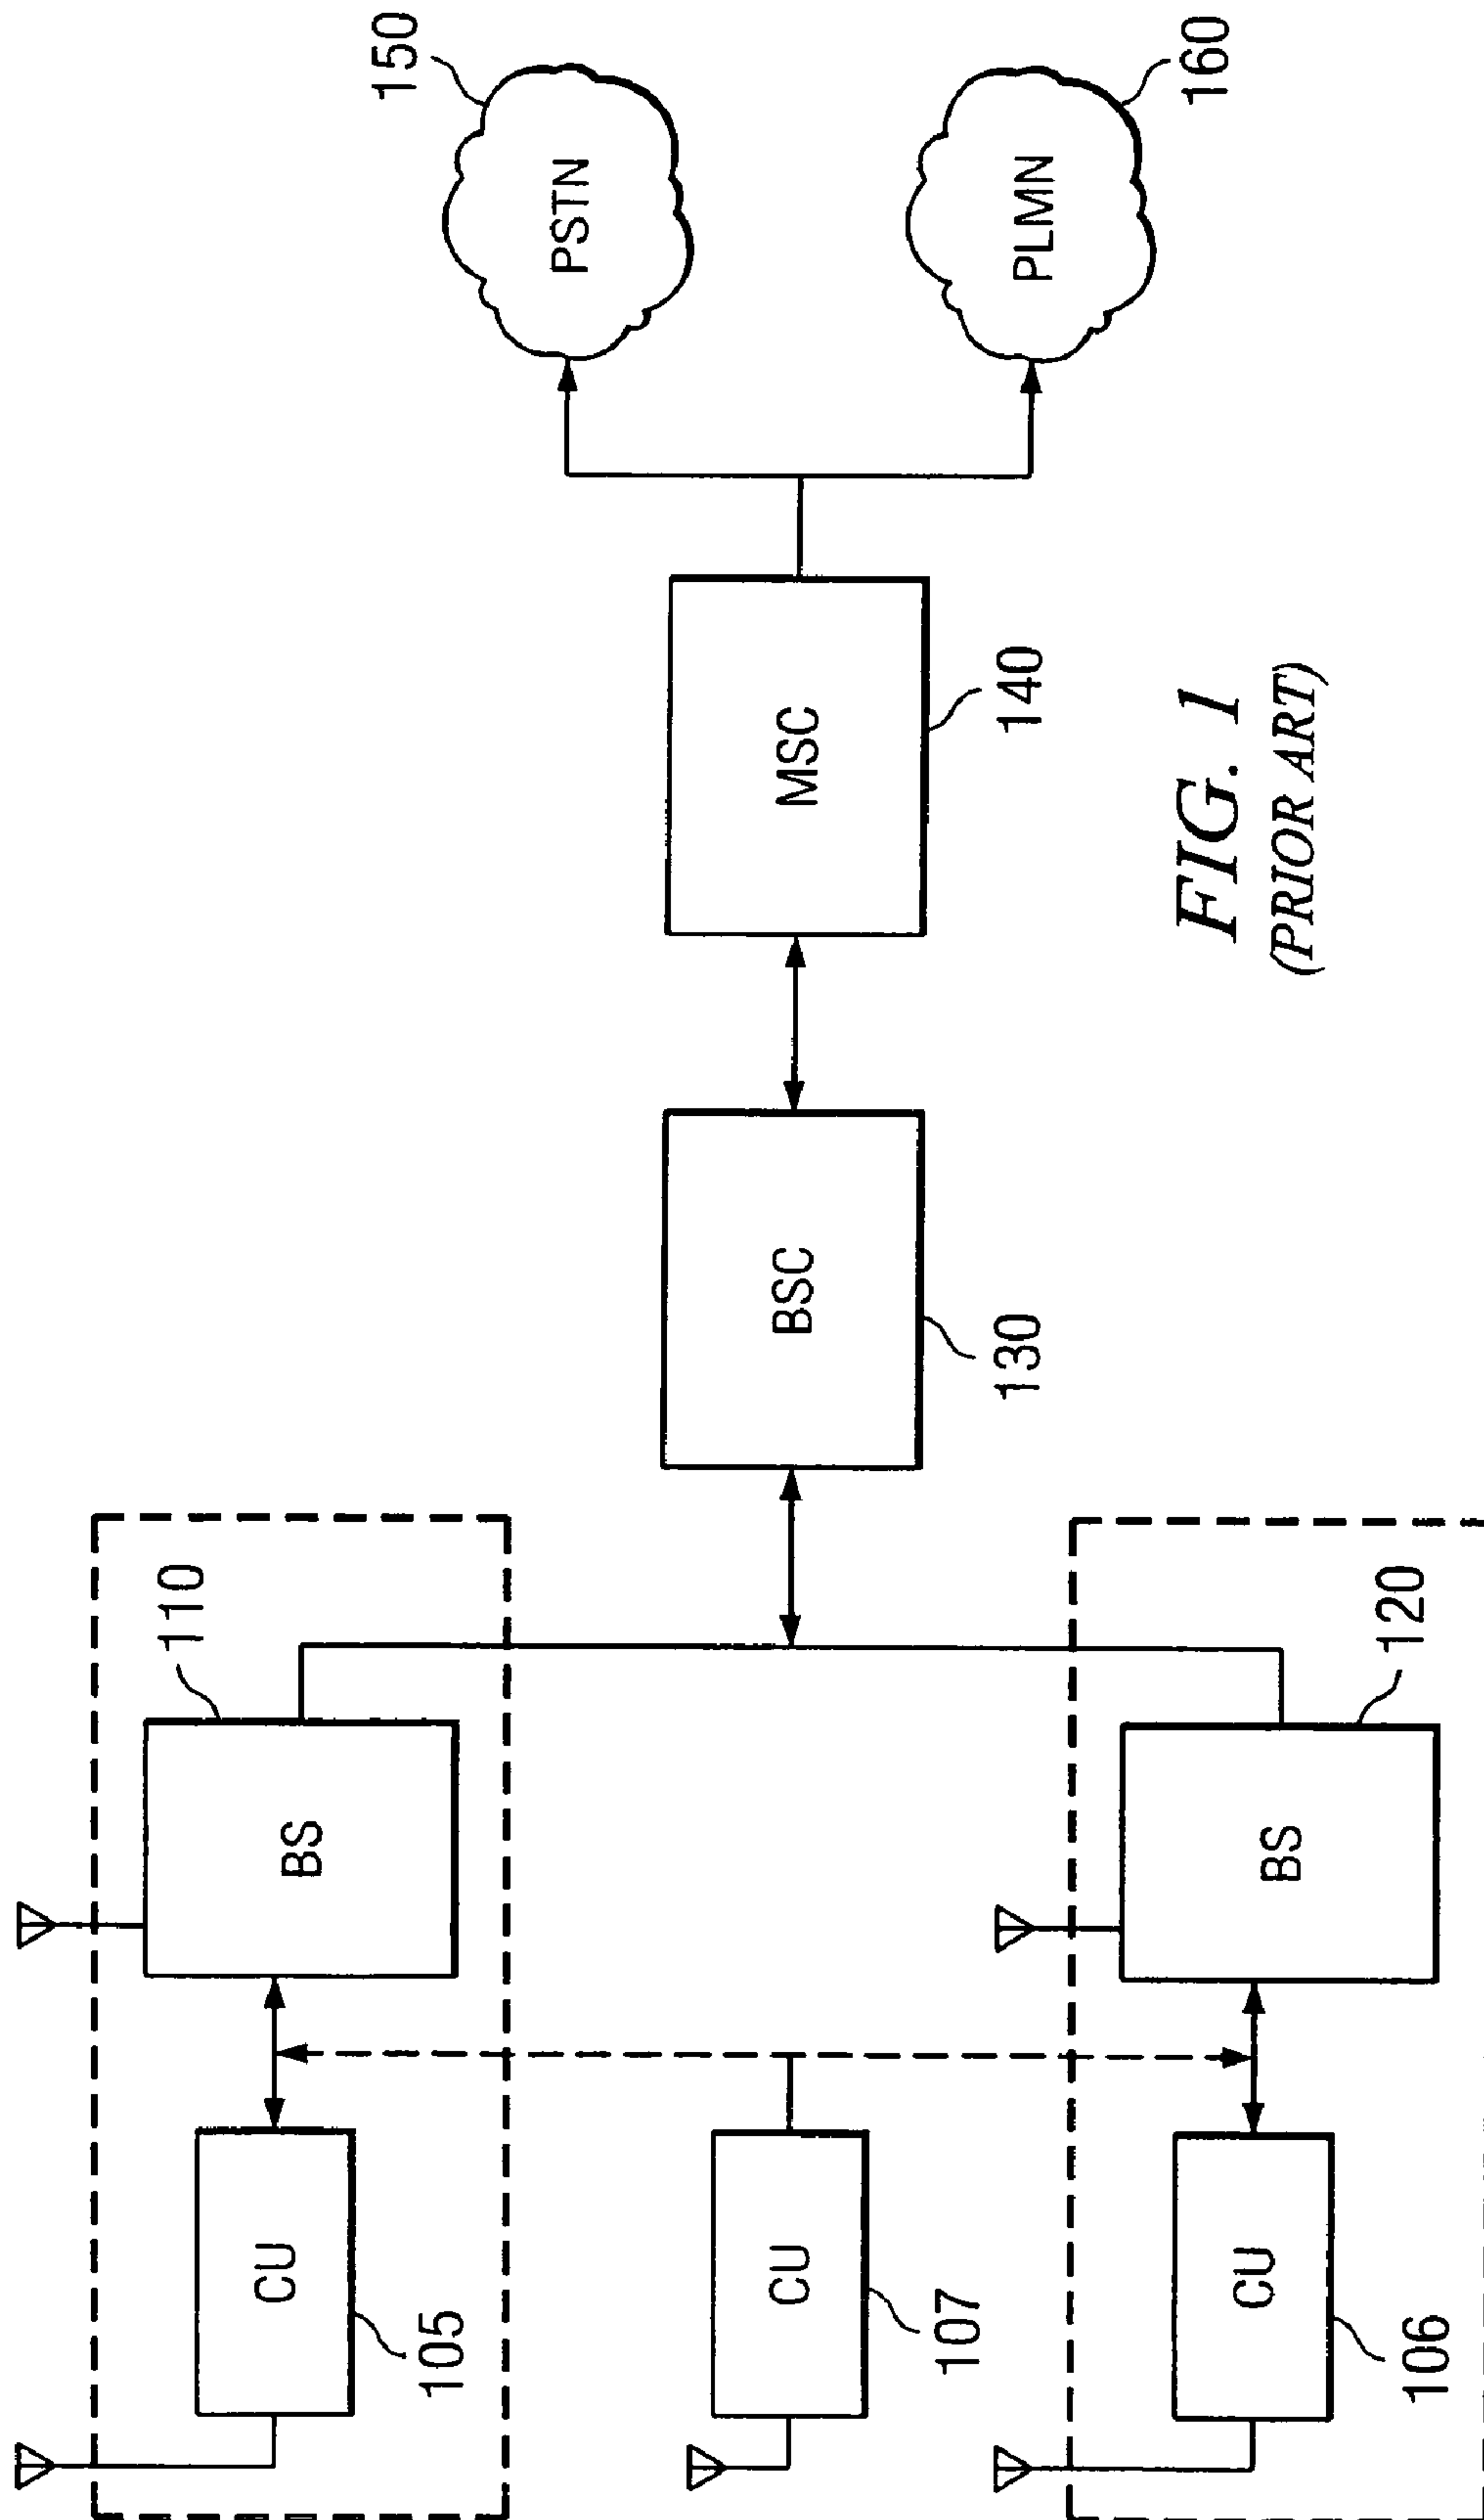 110
BS
CU
105
CU
107
120
BS
CU
106
BSC
130
MSC
140
150
PSTN
PLMN
160
FIG. 1
(PRIOR ART)